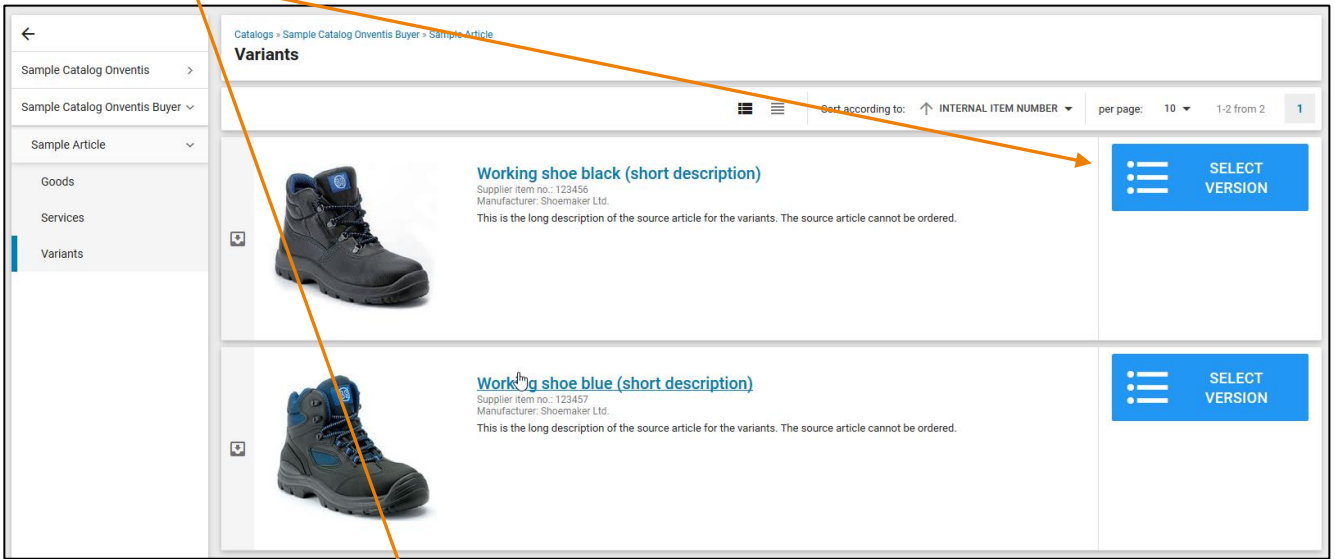 Catalogs » Sample Catalog Onventis Buyer » Sample Article
Variants
Sample Catalog Onventis
Sample Catalog Onventis Buyer
Sample Article
Goods
Services
Variants
Sort according to: INTERNAL ITEM NUMBER per page: 10 1-2 from 2 1
Working shoe black (short description)
Supplier item no.: 123456
Manufacturer: Shoemaker Ltd.
This is the long description of the source article for the variants. The source article cannot be ordered.
SELECT
VERSION
Working shoe blue (short description)
Supplier item no.: 123457
Manufacturer: Shoemaker Ltd.
This is the long description of the source article for the variants. The source article cannot be ordered.
SELECT
VERSION